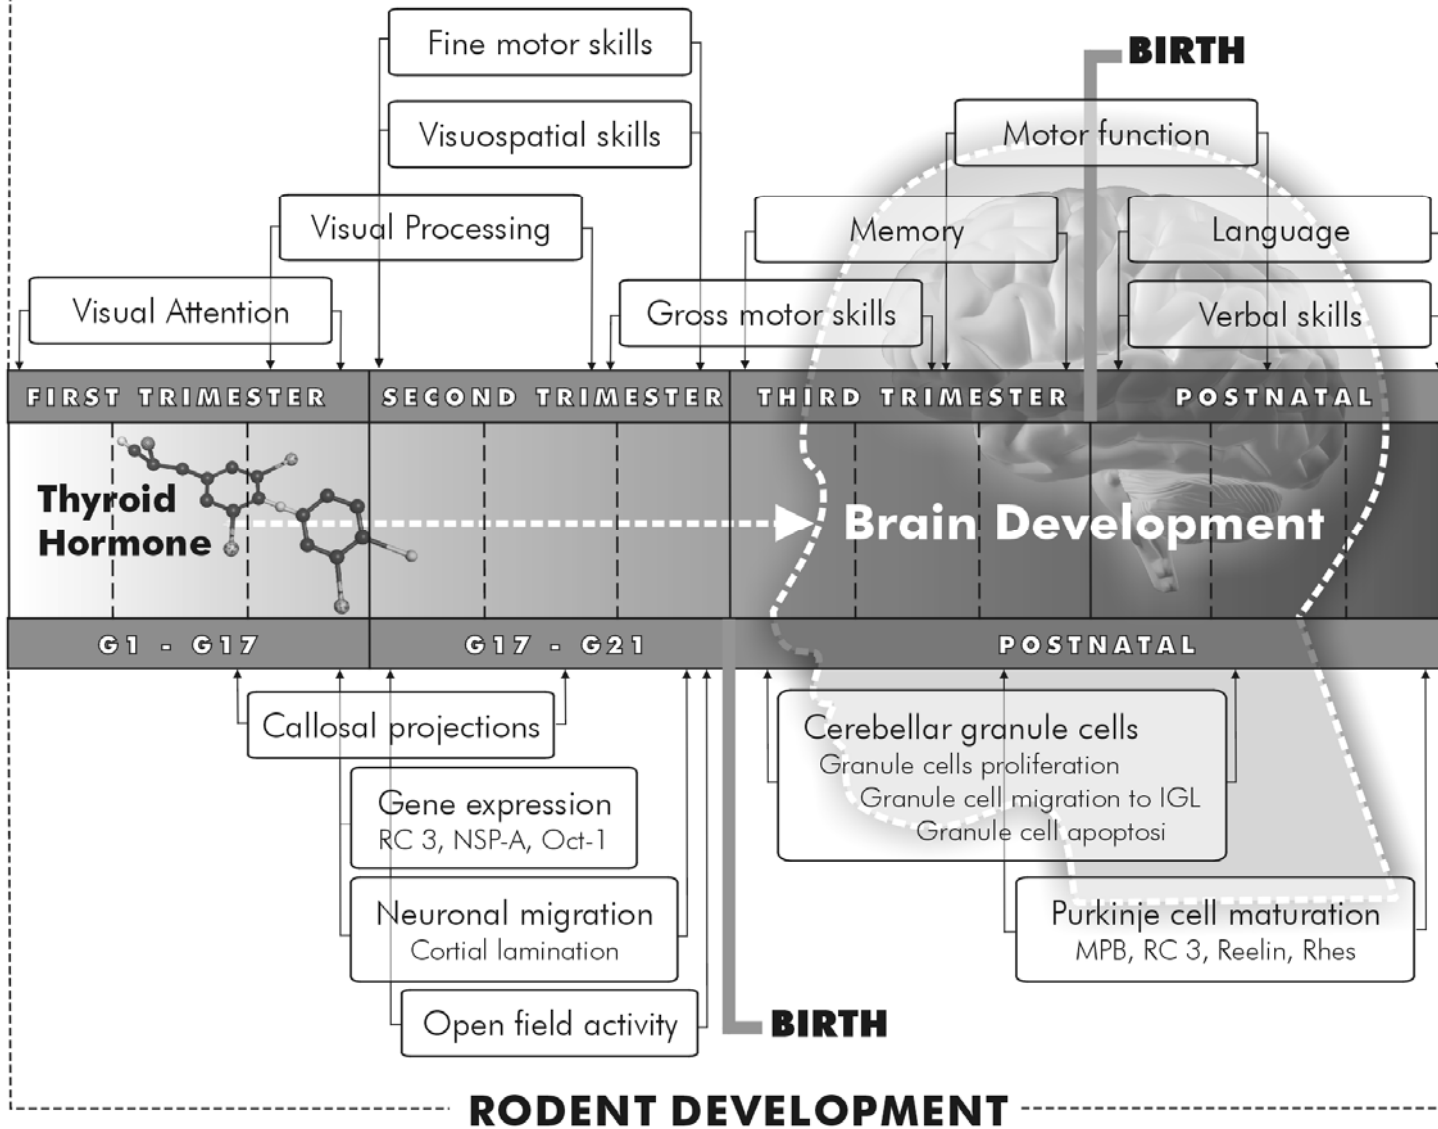 Fine motor skills
BIRTH
Visuospatial skills
Motor function
Visual Processing
Memory
Language
Visual Attention
Gross motor skills
Verbal skills
FIRST TRIMESTER
SECOND TRIMESTER
THIRD TRIMESTER
POSTNATAL
Thyroid
Hormone
Brain Development
G1 - G17
G17 - G21
POSTNATAL
Callosal projections
Cerebellar granule cells
Granule cells proliferation
Granule cell migration to IGL
Granule cell apoptosi
Gene expression
RC 3, NSP-A, Oct-1
Neuronal migration
Cortial lamination
Purkinje cell maturation
MPB, RC 3, Reelin, Rhes
Open field activity
BIRTH
RODENT DEVELOPMENT